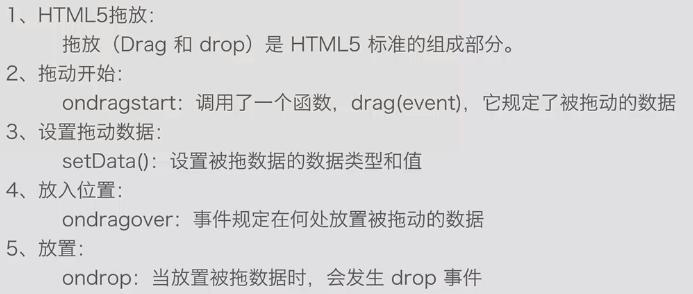 1、HTML5拖放：
拖放（Drag 和 drop）是 HTML5 标准的组成部分。
2、拖动开始：
ondragstart：调用了一个函数，drag(event)，它规定了被拖动的数据
3、设置拖动数据：
setData()：设置被拖数据的数据类型和值
4、放入位置：
ondragover：事件规定在何处放置被拖动的数据
5、放置：
ondrop：当放置被拖数据时，会发生 drop 事件